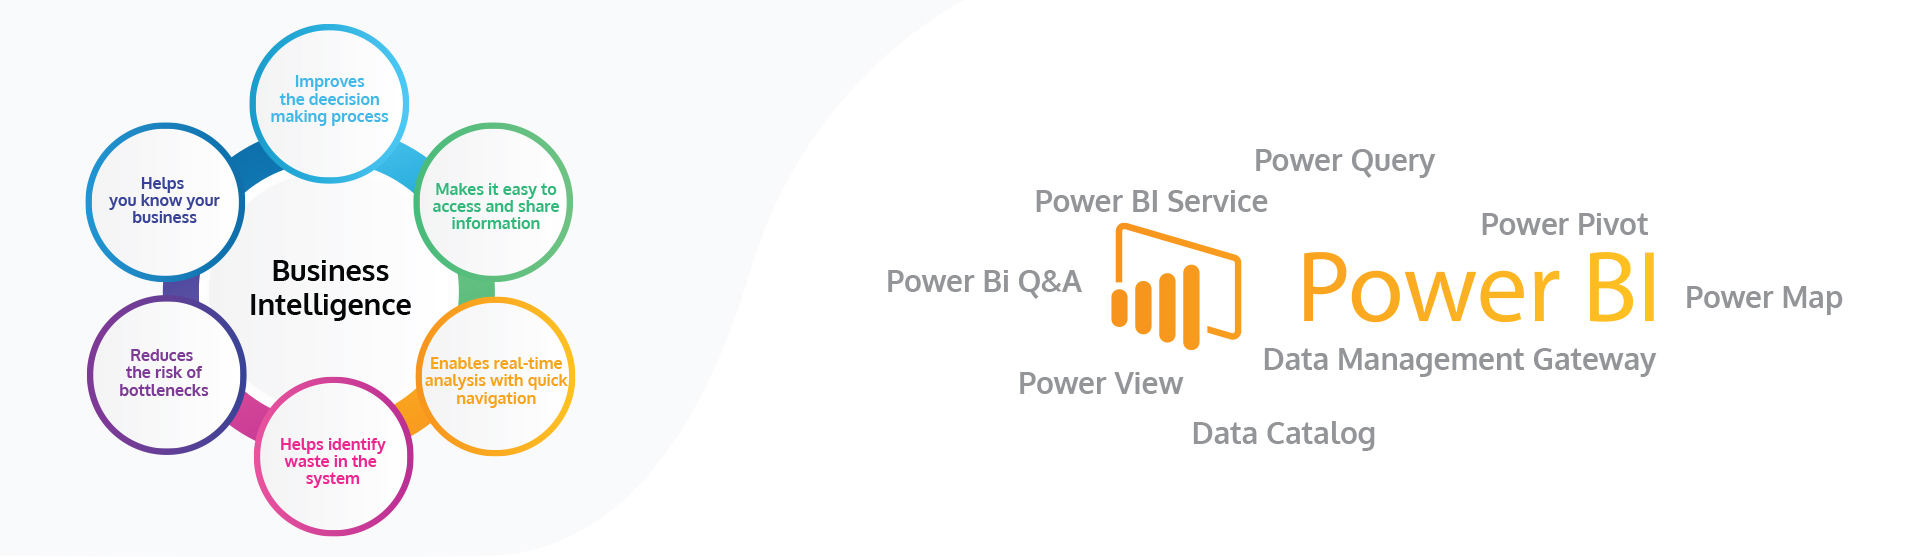 Improves
the deecision
making process
Helps
you know your
business
Makes it easy to
access and share
information
Business
Intelligence
Reduces
the risk of
bottlenecks
Enables real-time
analysis with quick
navigation
Helps identify
waste in the
system
Power Query
Power BI Service
Power Pivot
Power Bi Q&A
Power BI
Power Map
Data Management Gateway
Power View
Data Catalog